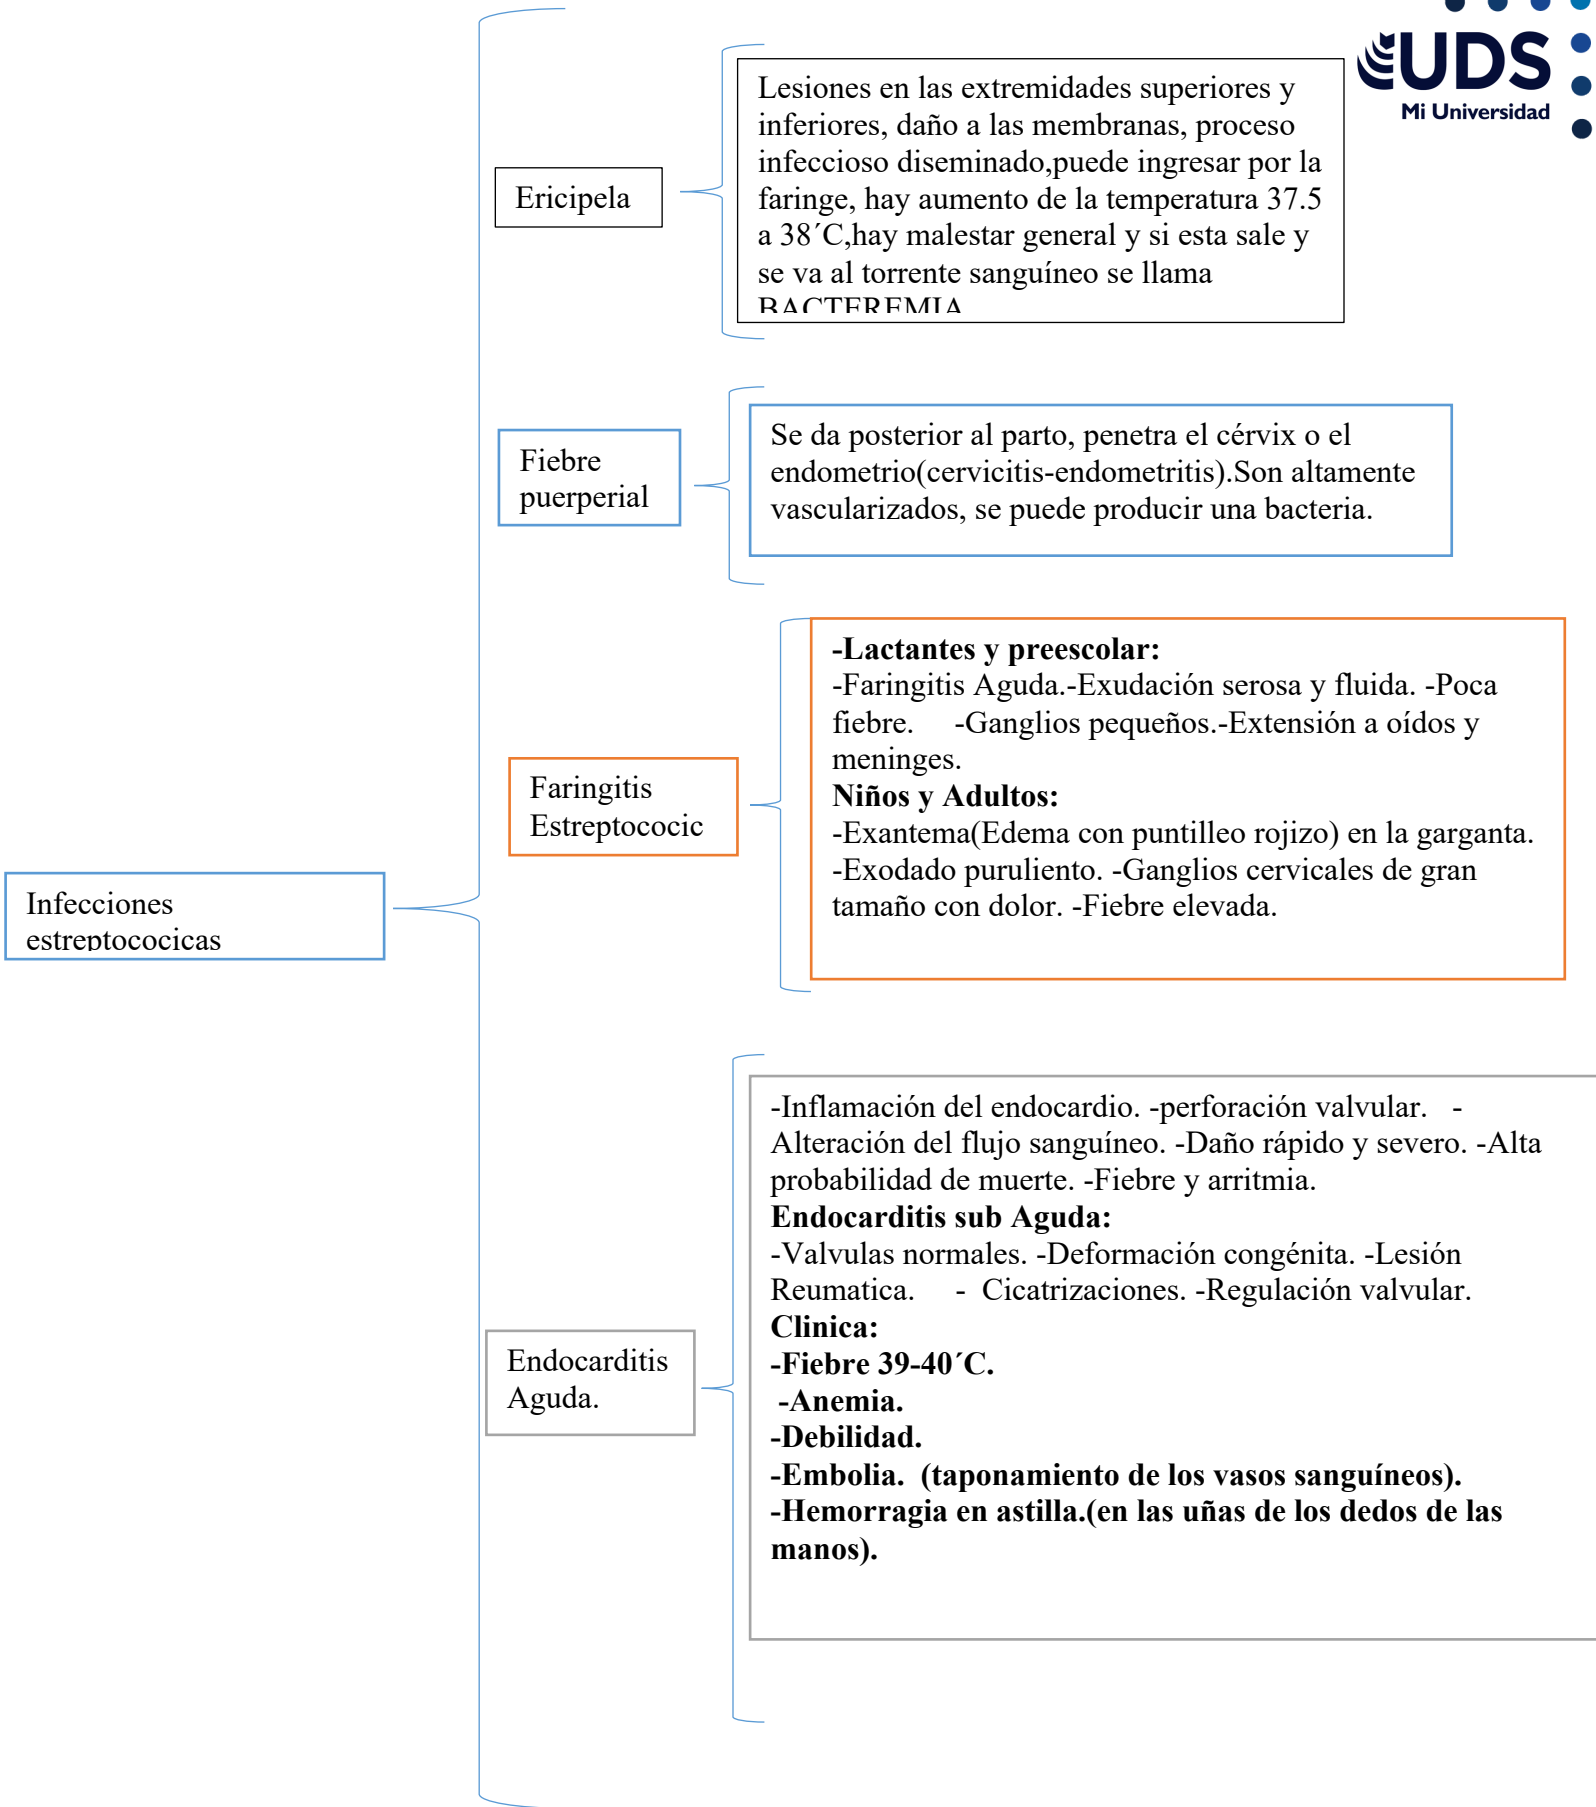 UDS
Mi Universidad
Lesiones en las extremidades superiores y
inferiores, daño a las membranas, proceso
infeccioso diseminado,puede ingresar por la
faringe, hay aumento de la temperatura 37.5
a 38´C,hay malestar general y si esta sale y
se va al torrente sanguíneo se llama
BACTEREMIA
Ericipela
Se da posterior al parto, penetra el cérvix o el
endometrio(cervicitis-endometritis).Son altamente
vascularizados, se puede producir una bacteria.
Fiebre
puerperial
-Lactantes y preescolar:
-Faringitis Aguda.-Exudación serosa y fluida. -Poca
fiebre. -Ganglios pequeños.-Extensión a oídos y
meninges.
Niños y Adultos:
-Exantema(Edema con puntilleo rojizo) en la garganta.
-Exodado puruliento. -Ganglios cervicales de gran
tamaño con dolor. -Fiebre elevada.
Faringitis
Estreptococic
Infecciones
estreptococicas
-Inflamación del endocardio. -perforación valvular. -
Alteración del flujo sanguíneo. -Daño rápido y severo. -Alta
probabilidad de muerte. -Fiebre y arritmia.
Endocarditis sub Aguda:
-Valvulas normales. -Deformación congénita. -Lesión
Reumatica. - Cicatrizaciones. -Regulación valvular.
Clinica:
-Fiebre 39-40´C.
-Anemia.
-Debilidad.
-Embolia. (taponamiento de los vasos sanguíneos).
-Hemorragia en astilla.(en las uñas de los dedos de las
manos).
Endocarditis
Aguda.